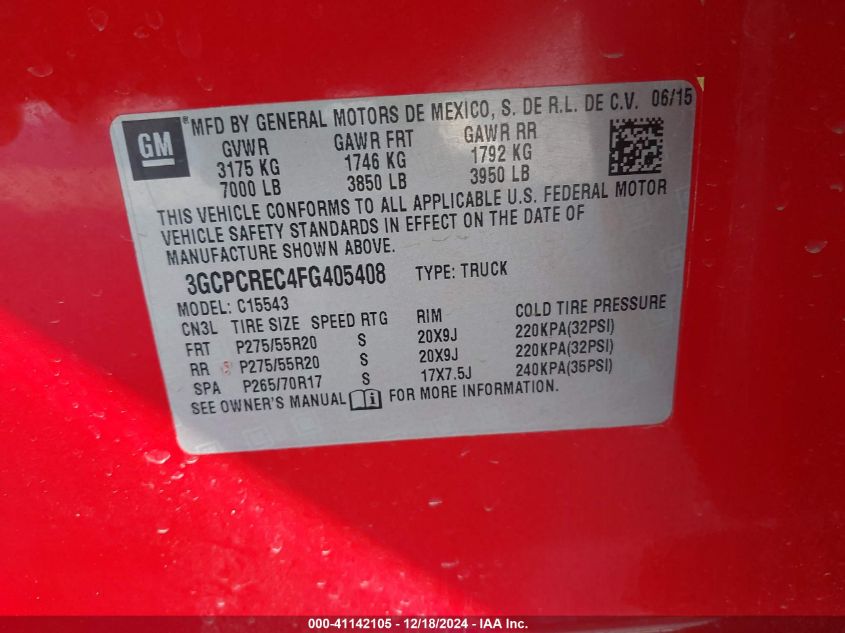 GM
®MFD BY GENERAL MOTORS DE MEXICO, S. DE R.L. DE C.V. 06/15
GVWR GAWR FRT GAWR RR
3175 KG 1746 KG 1792 KG
7000 LB 3850 LB 3950 LB
THIS VEHICLE CONFORMS TO ALL APPLICABLE U.S. FEDERAL MOTOR
VEHICLE SAFETY STANDARDS IN EFFECT ON THE DATE OF
MANUFACTURE SHOWN ABOVE.
3GCPCREC4FG405408 TYPE: TRUCK
MODEL: C15543
CN3L TIRE SIZE SPEED RTG RIM COLD TIRE PRESSURE
FRT P275/55R20 S 20X9J 220KPA(32PSI)
RR P275/55R20 S 20X9J 220KPA(32PSI)
SPA P265/70R17 S 17X7.5J 240KPA(35PSI)
SEE OWNER'S MANUAL i FOR MORE INFORMATION.
000-41142105 - 12/18/2024 - IAA Inc.